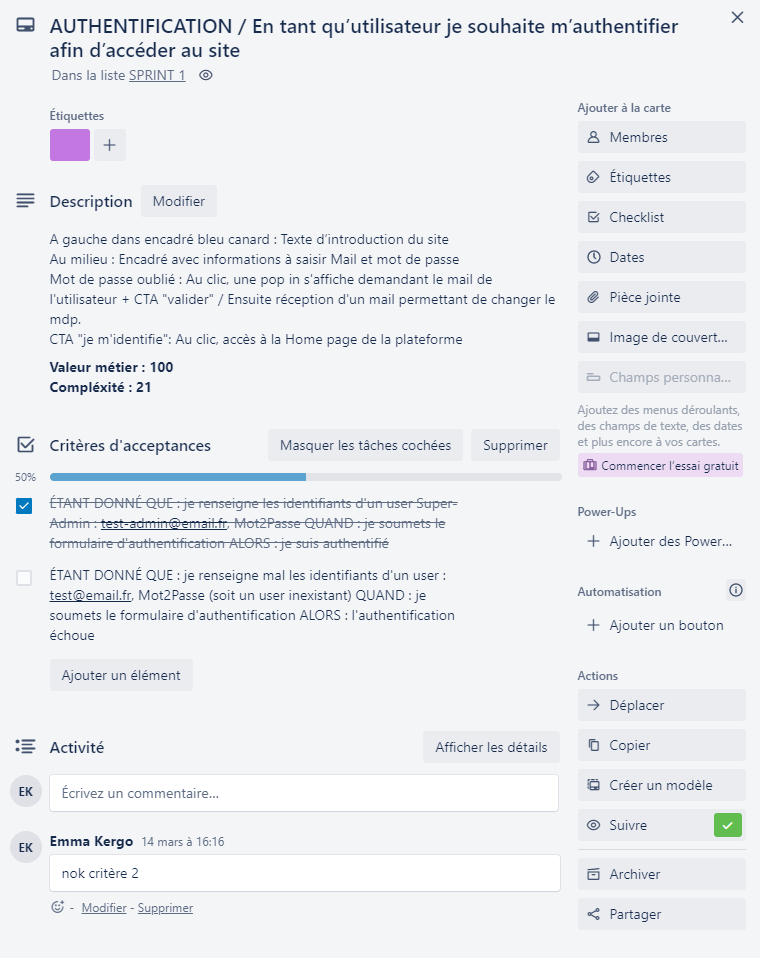 AUTHENTIFICATION / En tant qu’utilisateur je souhaite m’authentifier
afin d’accéder au site
Dans la liste SPRINT 1
Étiquettes
Description
Modifier
A gauche dans encadré bleu canard : Texte d’introduction du site
Au milieu : Encadré avec informations à saisir Mail et mot de passe
Mot de passe oublié : Au clic, une pop in s'affiche demandant le mail de
l'utilisateur + CTA "valider" / Ensuite réception d'un mail permettant de changer le
mdp.
CTA "je m'identifie": Au clic, accès à la Home page de la plateforme
Valeur métier : 100
Compléxité : 21
Critères d'acceptances
Masquer les tâches cochées
Supprimer
50%
ÉTANT DONNÉ QUE : je renseigne les identifiants d'un user Super-
Admin : test-admin@email.fr, Mot2Passe QUAND : je soumets le
formulaire d'authentification ALORS : je suis authentifié
ÉTANT DONNÉ QUE : je renseigne mal les identifiants d'un user :
test@email.fr, Mot2Passe (soit un user inexistant) QUAND : je
soumets le formulaire d'authentification ALORS : l'authentification
échoue
Ajouter un élément
Activité
Afficher les détails
EK
Écrivez un commentaire…
EK
Emma Kergo 14 mars à 16:16
nok critère 2
- Modifier - Supprimer
Ajouter à la carte
Membres
Étiquettes
Checklist
Dates
Pièce jointe
Image de couvert…
Champs personna…
Ajoutez des menus déroulants,
des champs de texte, des dates
et plus encore à vos cartes.
Commencer l’essai gratuit
Power-Ups
Ajouter des Power…
Automatisation
Ajouter un bouton
Actions
Déplacer
Copier
Créer un modèle
Suivre
Archiver
Partager